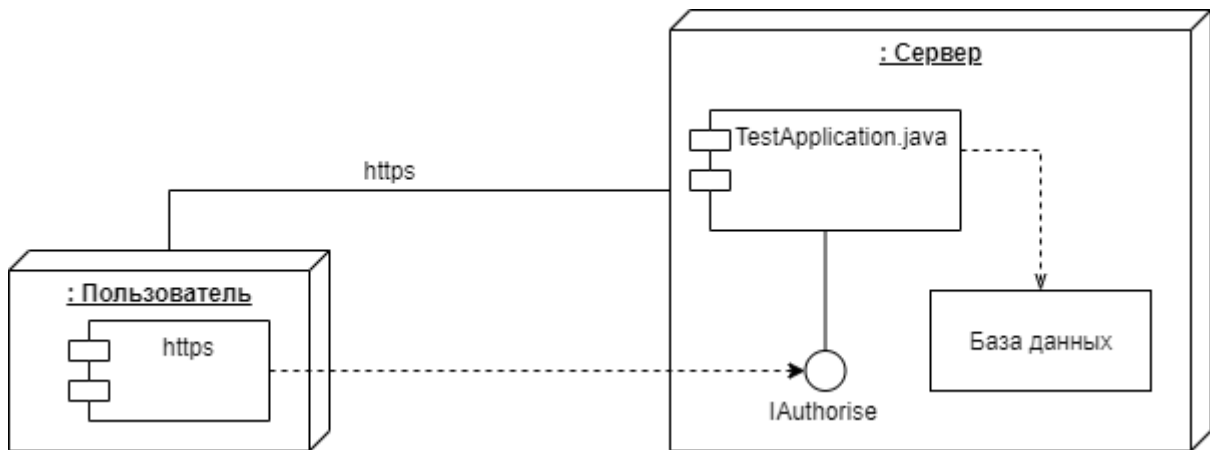 : Сервер
TestApplication.java
https
: Пользователь
https
База данных
IAuthorise